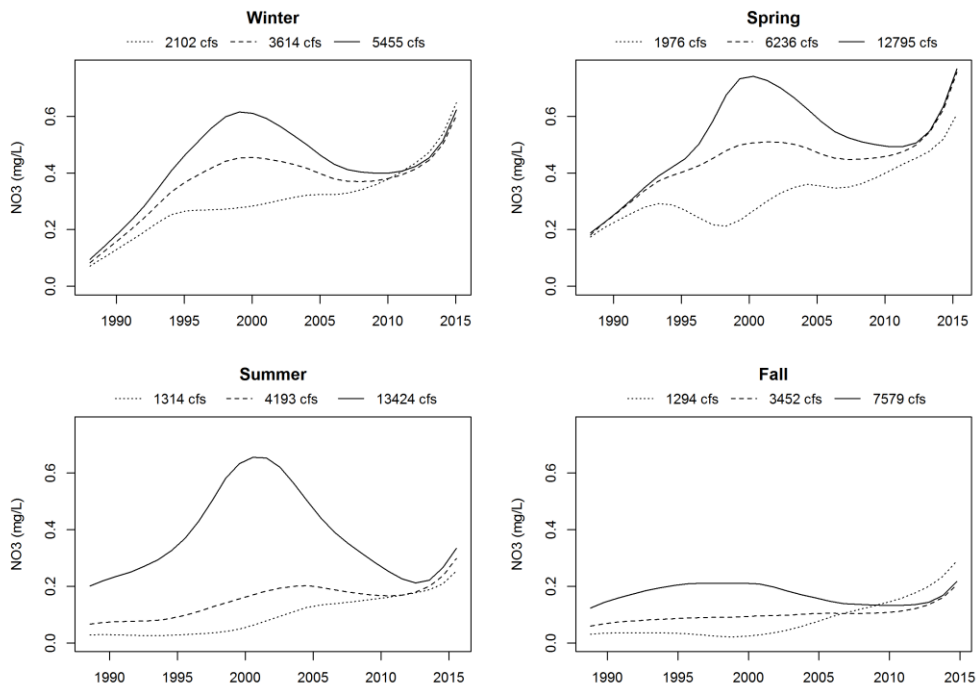 Winter
2102 cfs 3614 cfs 5455 cfs
NO3 (mg/L)
0.6
0.4
0.2
0.0
1990 1995 2000 2005 2010 2015
Spring
1976 cfs 6236 cfs 12795 cfs
NO3 (mg/L)
0.6
0.4
0.2
0.0
1990 1995 2000 2005 2010 2015
Summer
1314 cfs 4193 cfs 13424 cfs
NO3 (mg/L)
0.6
0.4
0.2
0.0
1990 1995 2000 2005 2010 2015
Fall
1294 cfs 3452 cfs 7579 cfs
NO3 (mg/L)
0.6
0.4
0.2
0.0
1990 1995 2000 2005 2010 2015